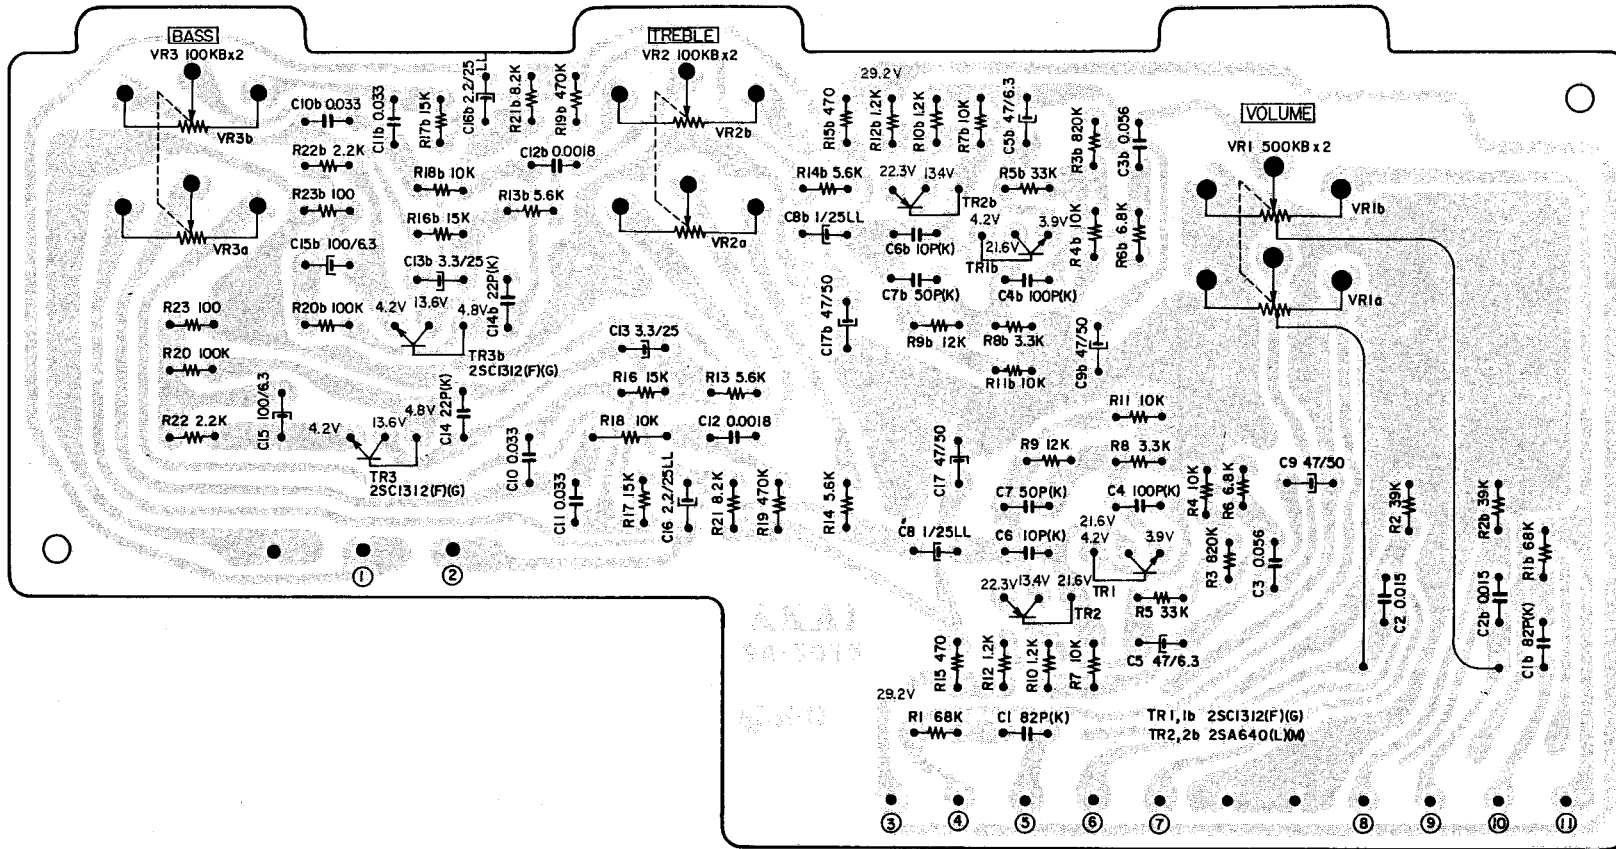 BASS
VR3 100KBx2
VR3b
VR3a
C10b 0.033
C11b 0.033
R17b 15K
C16b 2.2/25LL
R21b 8.2K
R19b 470K
R22b 2.2K
R18b 10K
C12b 0.0018
R23b 100
R13b 5.6K
R16b 15K
C15b 100/6.3
C13b 3.3/25
C14b 22P(K)
R23 100
R20b 100K
4.2V
13.6V
4.8V
TR3b
2SC1312(F)(G)
R20 100K
R22 2.2K
C15 100/6.3
4.2V
13.6V
4.8V
C14 22P(K)
TR3
2SC1312(F)(G)
C10 0.033
C11 0.033
TREBLE
VR2 100KBx2
VR2b
VR2a
C13 3.3/25
R16 15K
R13 5.6K
R18 10K
C12 0.0018
R17 15K
C16 2.2/25LL
R21 8.2K
R19 470K
R14 5.6K
①
②
29.2V
R15b 470
R12b 1.2K
R10b 1.2K
R7b 10K
C5b 47/6.3
R3b 820K
C3b 0.056
R14b 5.6K
22.3V
13.4V
R5b 33K
TR2b
C8b 1/25LL
C6b 10P(K)
4.2V
21.6V
3.9V
TR1b
R4b 10K
R6b 6.8K
C7b 50P(K)
C4b 100P(K)
C17b 47/50
R9b 12K
R8b 3.3K
C9b 47/50
R11b 10K
VOLUME
VR1 500KBx2
VR1b
VR1a
R11 10K
C17 47/50
R9 12K
R8 3.3K
C9 47/50
C7 50P(K)
C4 100P(K)
R4 10K
R6 6.8K
R2 39K
R2b 39K
R1b 68K
C8 1/25LL
C6 10P(K)
21.6V
4.2V
3.9V
TR1
R3 820K
C3 0.056
22.3V
13.4V
21.6V
TR2
R5 33K
C2 0.015
C2b 0.015
C1b 82P(K)
R15 470
R12 1.2K
R10 1.2K
R7 10K
C5 47/6.3
29.2V
R1 68K
C1 82P(K)
TR1,1b 2SC1312(F)(G)
TR2,2b 2SA640(L)(M)
③
④
⑤
⑥
⑦
⑧
⑨
⑩
⑪